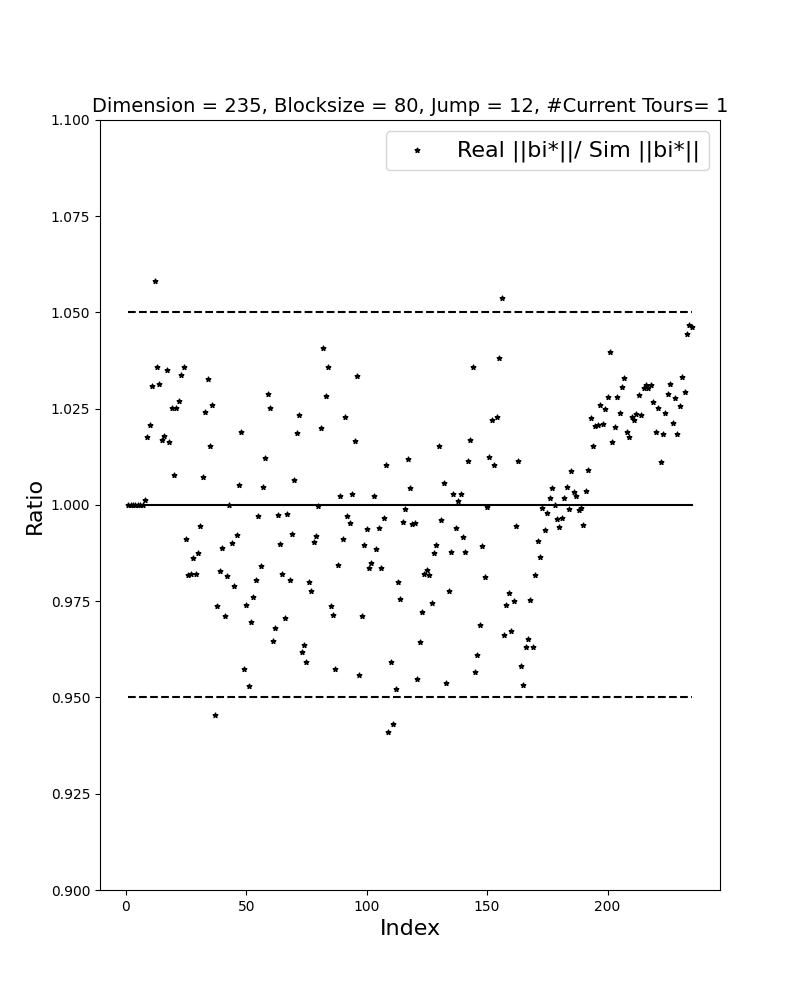 Dimension = 235, Blocksize = 80, Jump = 12, #Current Tours= 1
Real ||bi*||/ Sim ||bi*||
1.100
1.075
1.050
1.025
1.000
0.975
0.950
0.925
0.900
Ratio
0 50 100 150 200
Index